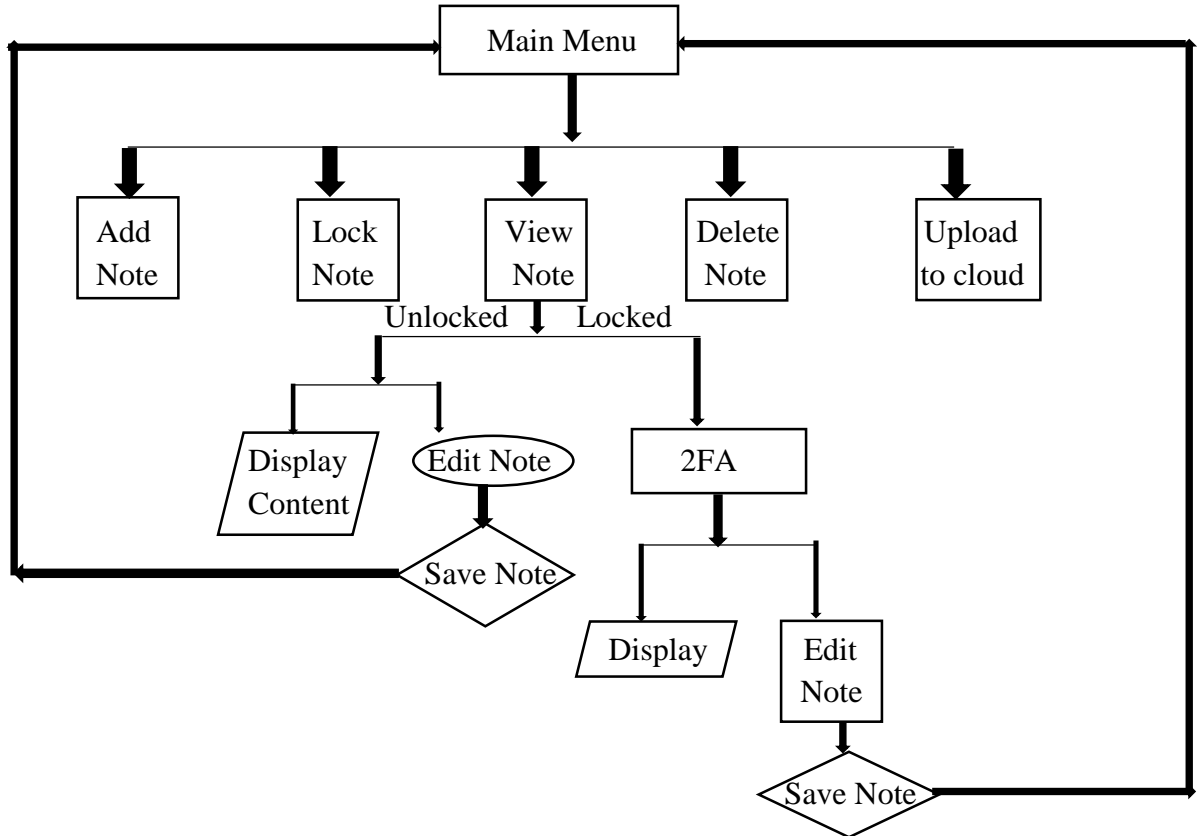 Main Menu
Add
Note
Lock
Note
View
Note
Delete
Note
Upload
to cloud
Unlocked
Locked
Display
Content
Edit Note
2FA
Save Note
Display
Edit
Note
Save Note